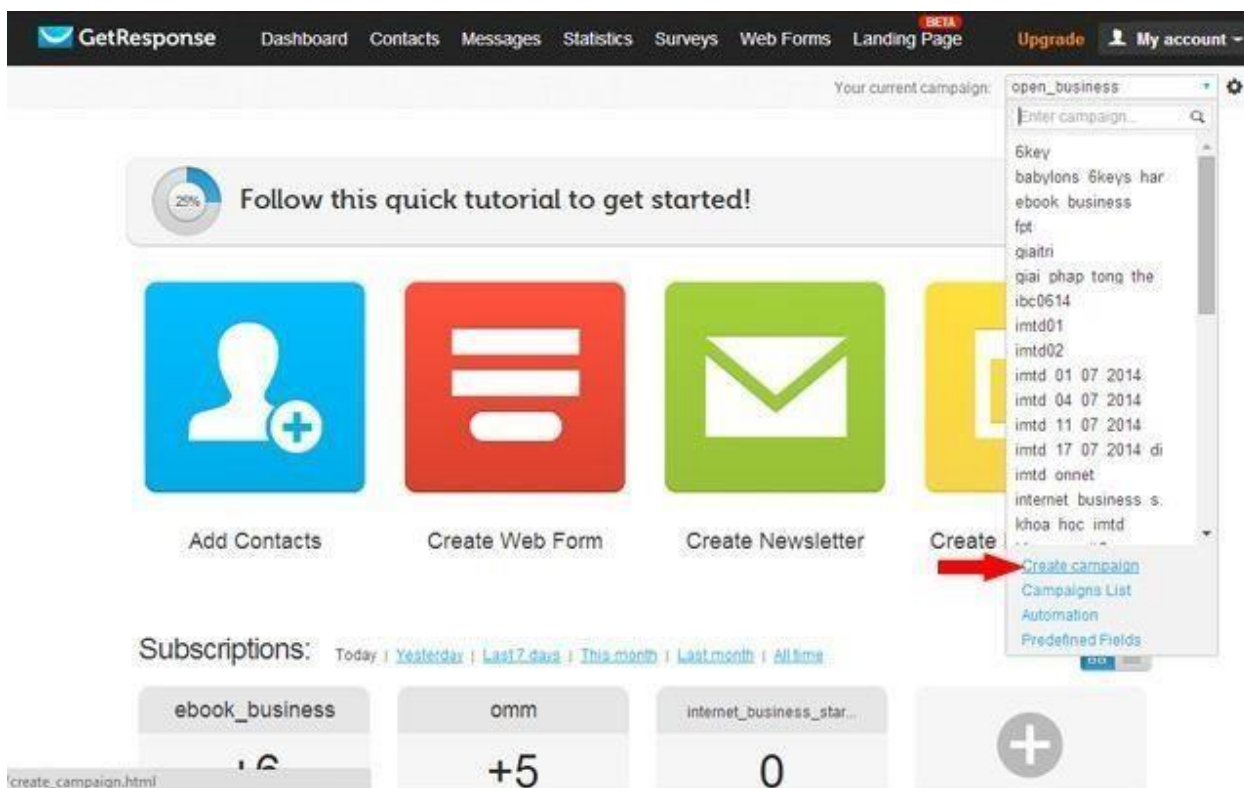 BETA
GetResponse Dashboard Contacts Messages Statistics Surveys Web Forms Landing Page Upgrade My account
Your current campaign: open_business
Enter campaign...
25% Follow this quick tutorial to get started!
6key
babylons 6keys har
ebook business
fpt
giaitri
giai phap tong the
ibc0614
imtd01
imtd02
imtd 01 07 2014
imtd 04 07 2014
imtd 11 07 2014
imtd 17 07 2014 di
imtd onnet
internet business s.
khoa hoc imtd
Add Contacts Create Web Form Create Newsletter Create
Create campaign
Campaigns List
Automation
Predefined Fields
Subscriptions: Today | Yesterday | Last 7 days | This month | Last month | All time
ebook_business omm internet_business_star...
+6 +5 0
/create_campaign.html